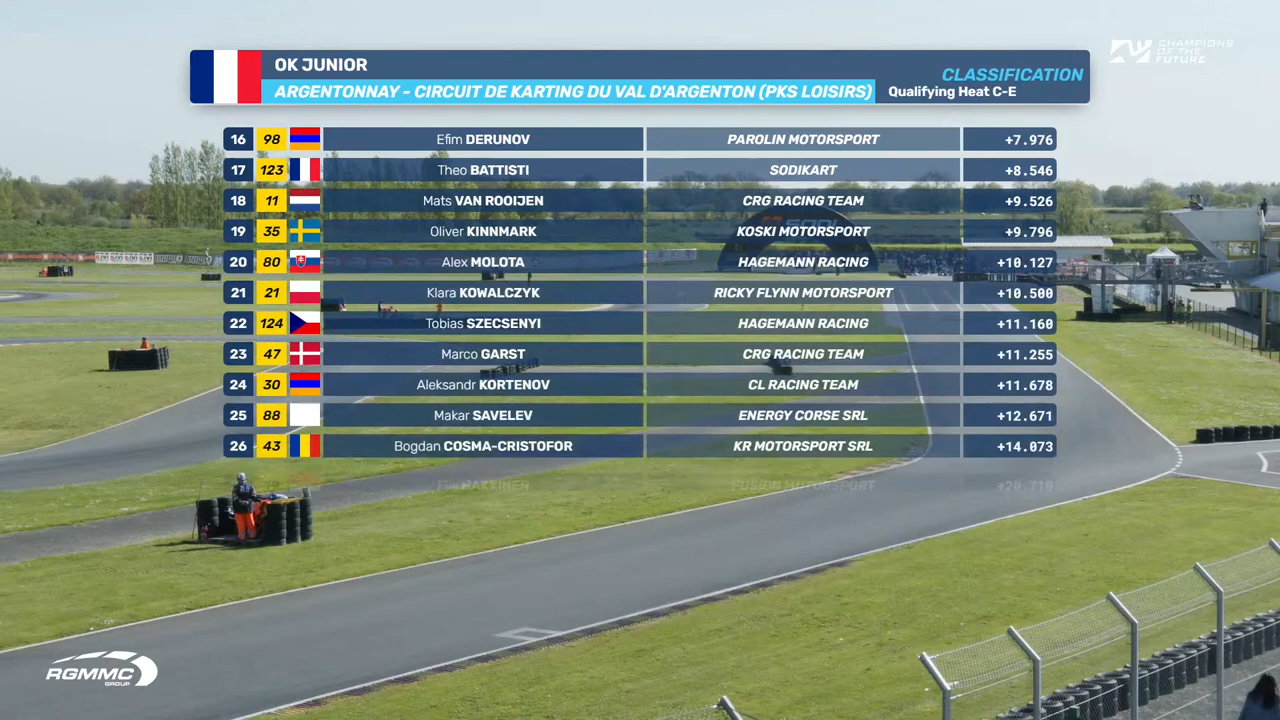 OK JUNIOR
CHAMPIONS
OF THE
FUTURE
CLASSIFICATION
ARGENTONNAY - CIRCUIT DE KARTING DU VAL D'ARGENTON (PKS LOISIRS)
Qualifying Heat C-E
16 98 Efim DERUNOV PAROLIN MOTORSPORT +7.976
17 123 Theo BATTISTI SODIKART +8.546
18 11 Mats VAN ROOIJEN CRG RACING TEAM +9.526
19 35 Oliver KINNMARK KOSKI MOTORSPORT +9.796
20 80 Alex MOLOTA HAGEMANN RACING +10.127
21 21 Klara KOWALCZYK RICKY FLYNN MOTORSPORT +10.500
22 124 Tobias SZECSENYI HAGEMANN RACING +11.160
23 47 Marco GARST CRG RACING TEAM +11.255
24 30 Aleksandr KORTENOV CL RACING TEAM +11.678
25 88 Makar SAVELEV ENERGY CORSE SRL +12.671
26 43 Bogdan COSMA-CRISTOFOR KR MOTORSPORT SRL +14.073
FUSION MOTORSPORT +20.710
RGMMC
GROUP